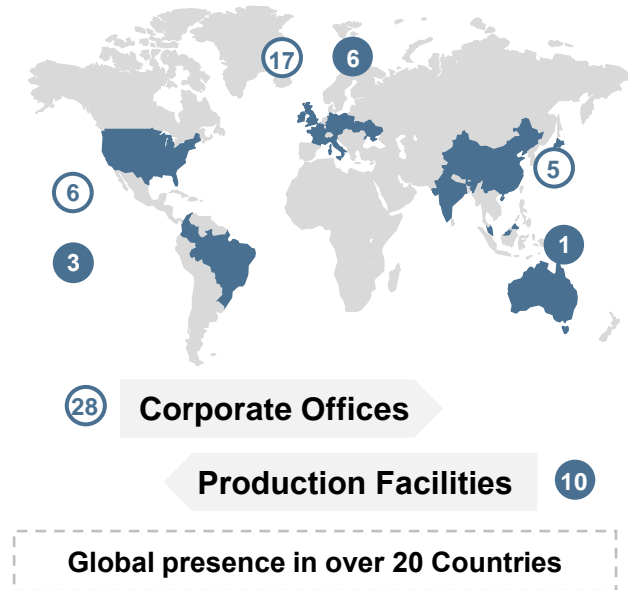 17
6
6
5
3
1
28
Corporate Offices
Production Facilities
10
Global presence in over 20 Countries